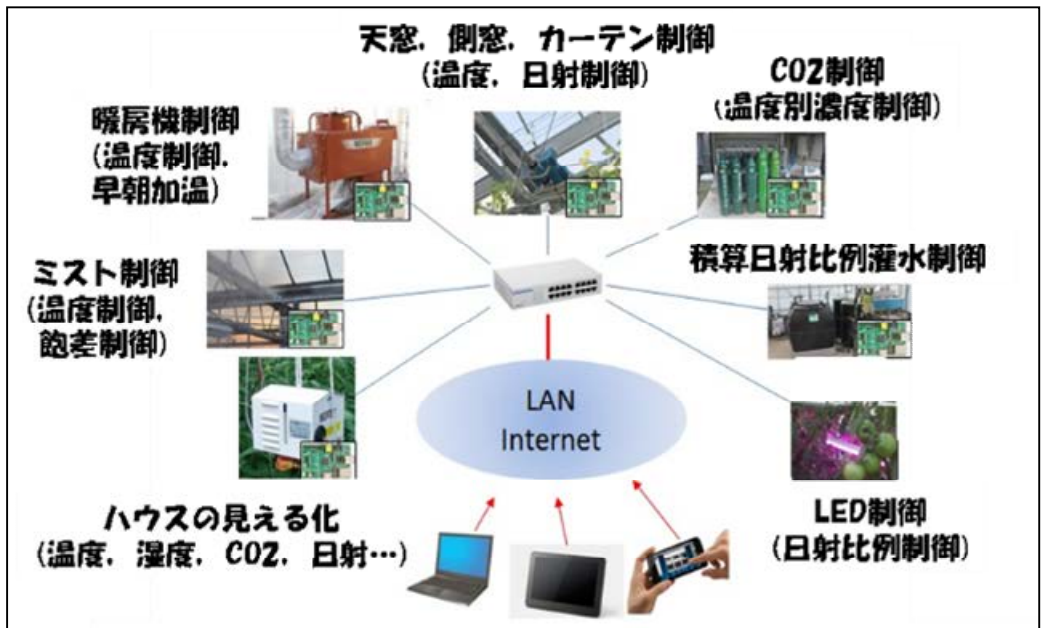 天窓，側窓，カーテン制御
(温度，日射制御)
CO2制御
(温度別濃度制御)
暖房機制御
(温度制御，
早朝加温)
積算日射比例灌水制御
ミスト制御
(温度制御，
飽差制御)
LAN
Internet
ハウスの見える化
(温度，湿度，CO2，日射…)
LED制御
(日射比例制御)